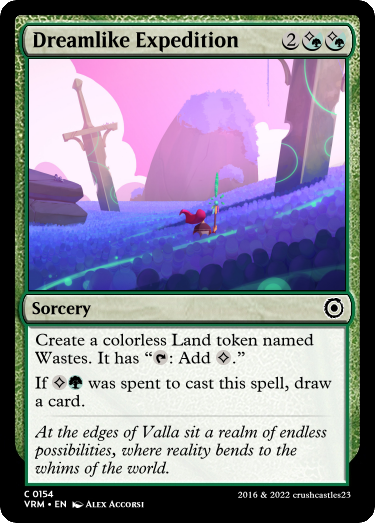 Dreamlike Expedition 2
Sorcery
Create a colorless Land token named
Wastes. It has “: Add .”
If was spent to cast this spell, draw
a card.
At the edges of Valla sit a realm of endless
possibilities, where reality bends to the
whims of the world.
C 0154
VRM • EN ALEX ACCORSI
2016 & 2022 crushcastles23